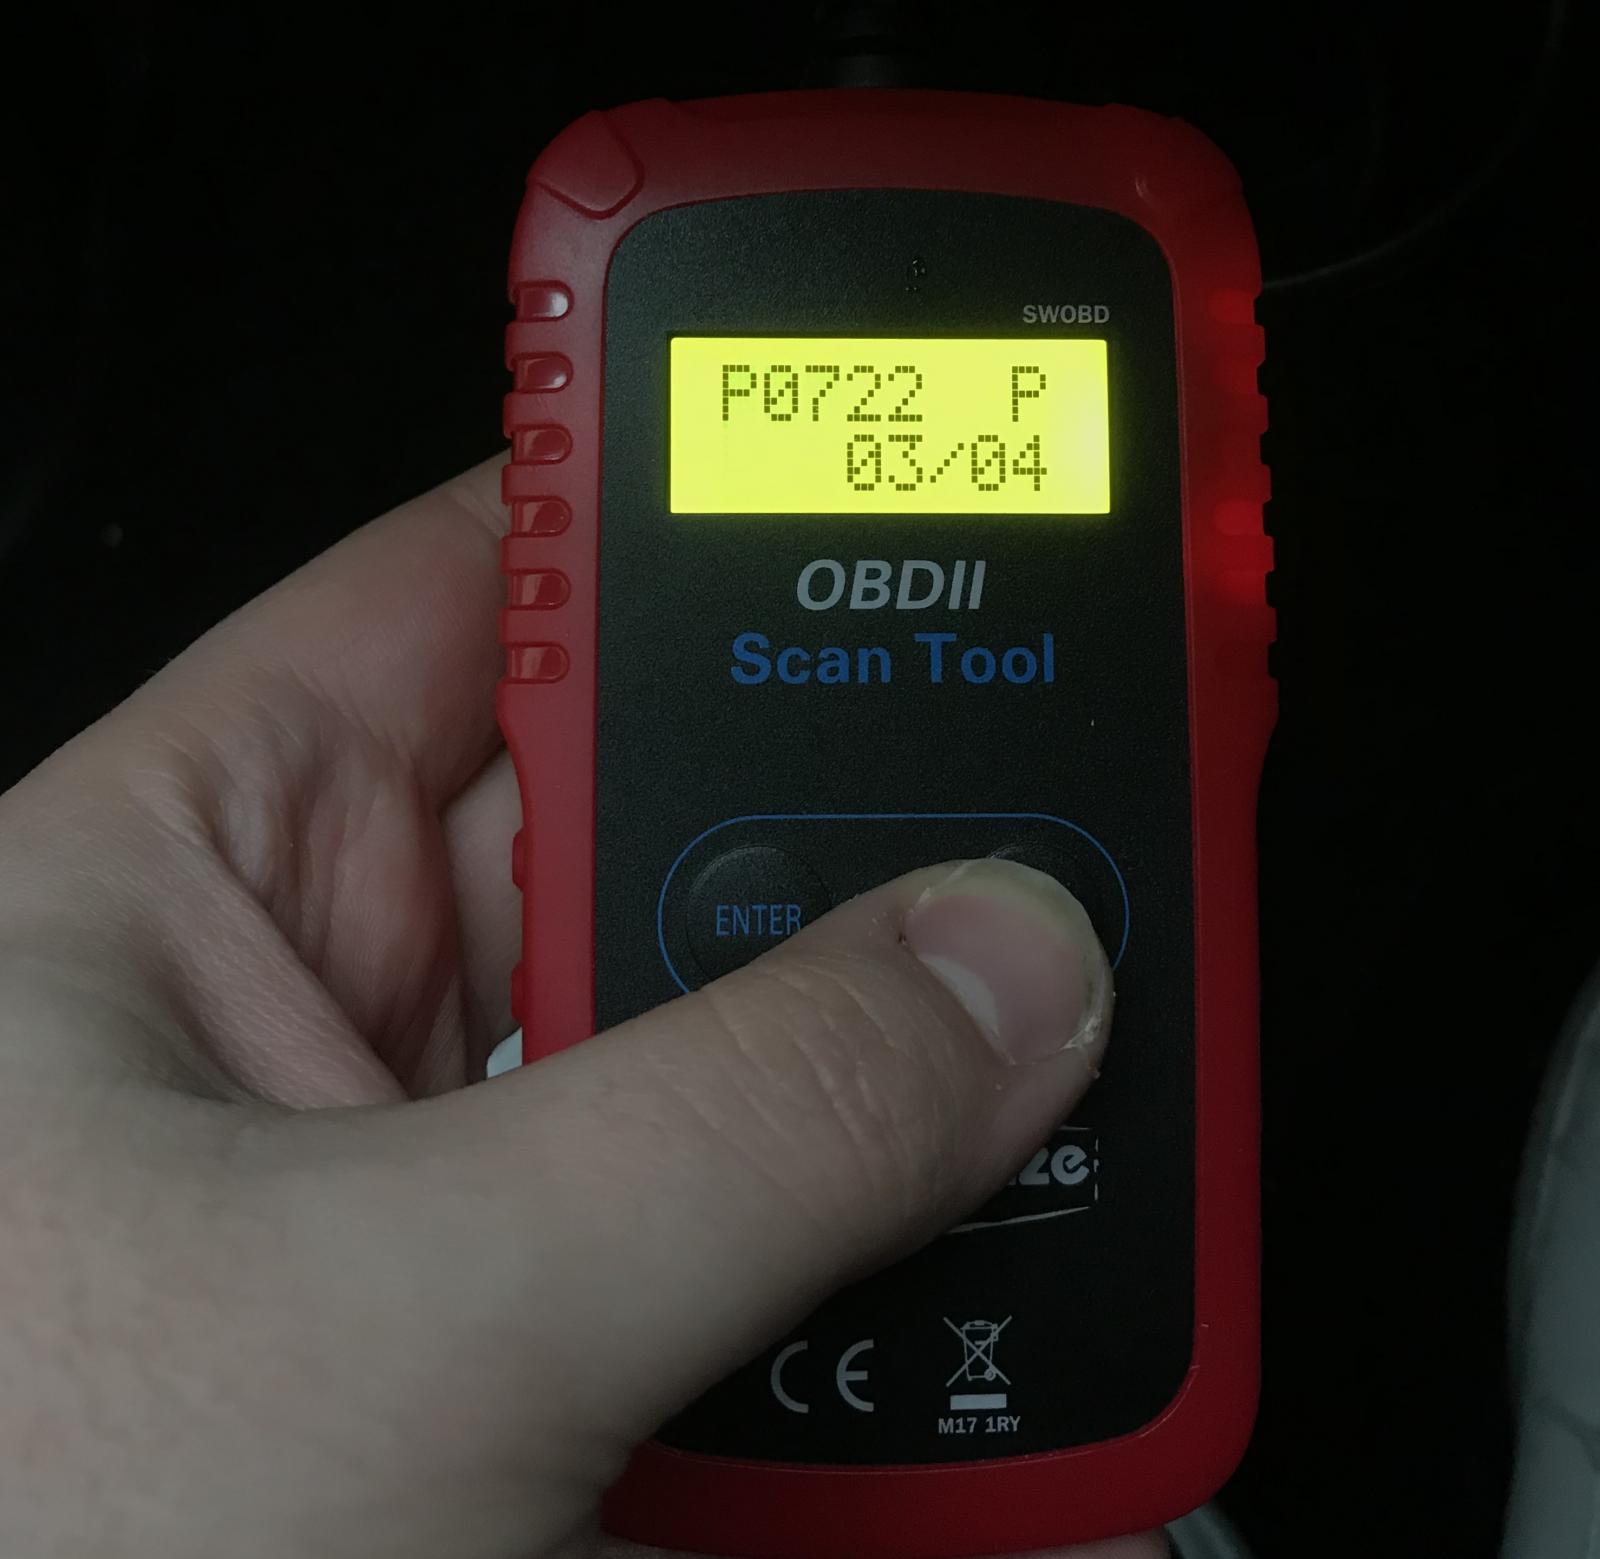 SWOBD
P0722 P
03/04
OBDII
Scan Tool
ENTER
CE
M17 1RY